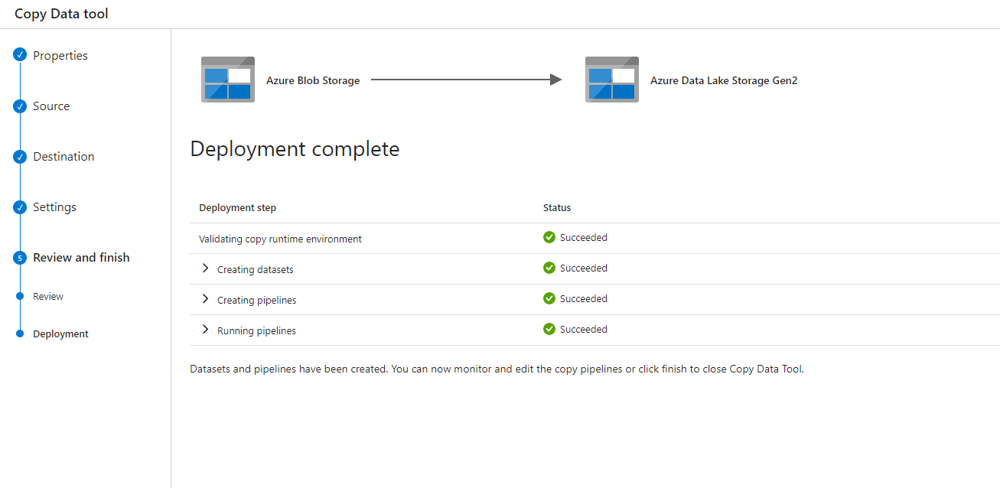 Copy Data tool
Properties
Source
Destination
Settings
5 Review and finish
Review
Deployment
Azure Blob Storage
Azure Data Lake Storage Gen2
Deployment complete
Deployment step Status
Validating copy runtime environment Succeeded
Creating datasets Succeeded
Creating pipelines Succeeded
Running pipelines Succeeded
Datasets and pipelines have been created. You can now monitor and edit the copy pipelines or click finish to close Copy Data Tool.